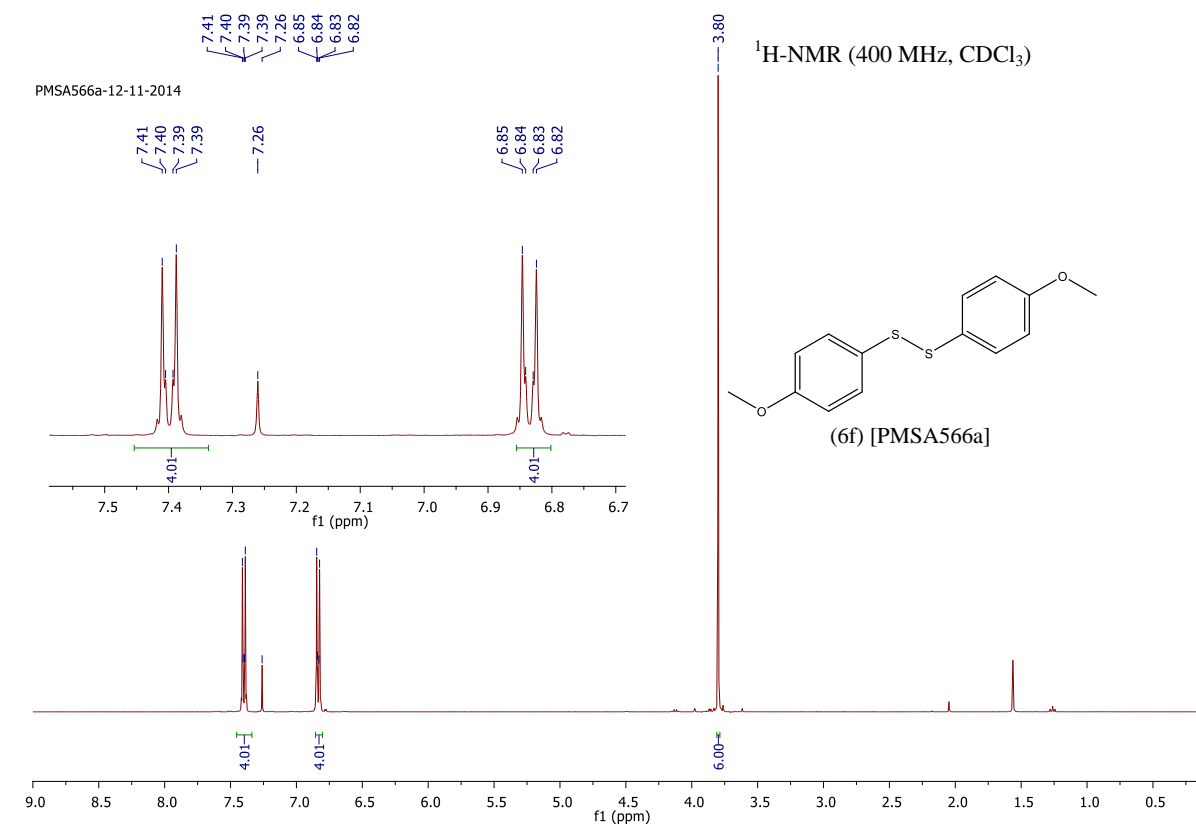 7.41
7.40
7.39
7.39
7.26
6.85
6.84
6.83
6.82
3.80
¹H-NMR (400 MHz, CDCl₃)
PMSA566a-12-11-2014
7.41
7.40
7.39
7.39
7.26
6.85
6.84
6.83
6.82
4.01
4.01
7.5 7.4 7.3 7.2 7.1 7.0 6.9 6.8 6.7
f1 (ppm)
O
S
S
O
(6f) [PMSA566a]
4.01
4.01
6.00
9.0 8.5 8.0 7.5 7.0 6.5 6.0 5.5 5.0 4.5 4.0 3.5 3.0 2.5 2.0 1.5 1.0 0.5
f1 (ppm)